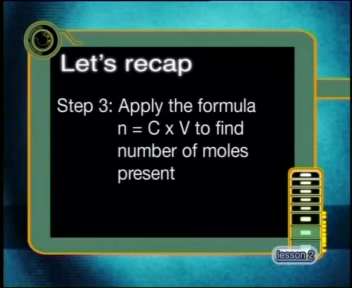 Let's recap
Step 3: Apply the formula
n = C x V to find
number of moles
present
lesson 2